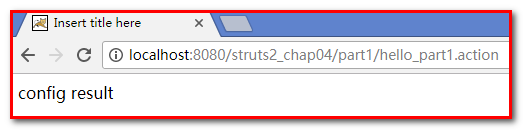 Insert title here
localhost:8080/struts2_chap04/part1/hello_part1.action
config result